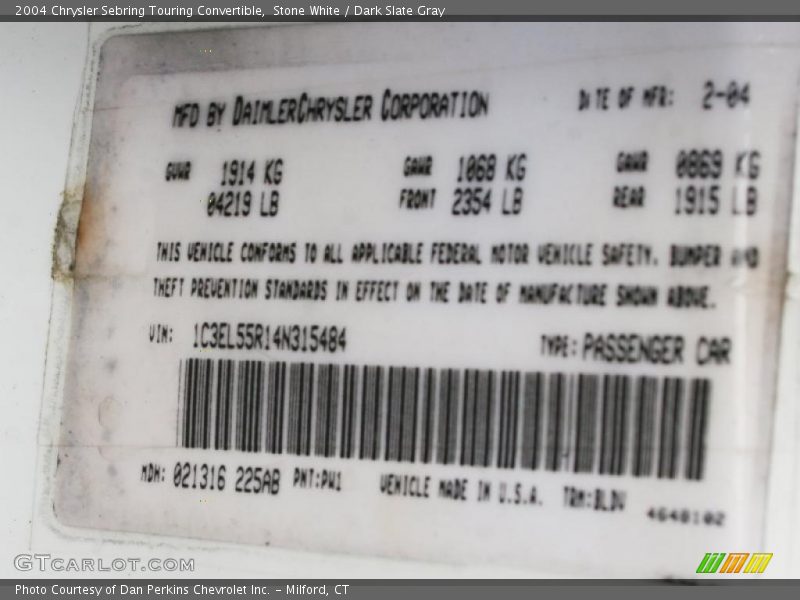 2004 Chrysler Sebring Touring Convertible,  Stone White / Dark Slate Gray
MFD BY DAIMLERCHRYSLER CORPORATION DATE OF MFR: 2-04
GVWR 1914 KG GAWR 1068 KG GAWR 0869 KG
04219 LB FRONT 2354 LB REAR 1915 LB
THIS VEHICLE CONFORMS TO ALL APPLICABLE FEDERAL MOTOR VEHICLE SAFETY, BUMPER AND
THEFT PREVENTION STANDARDS IN EFFECT ON THE DATE OF MANUFACTURE SHOWN ABOVE.
VIN: 1C3EL55R14N315484 TYPE: PASSENGER CAR
MDH: 021316 225AB PNT:PW1 VEHICLE MADE IN U.S.A. TRM:BLDV 4648102
GTCARLOT.COM
Photo Courtesy of Dan Perkins Chevrolet Inc. - Milford, CT